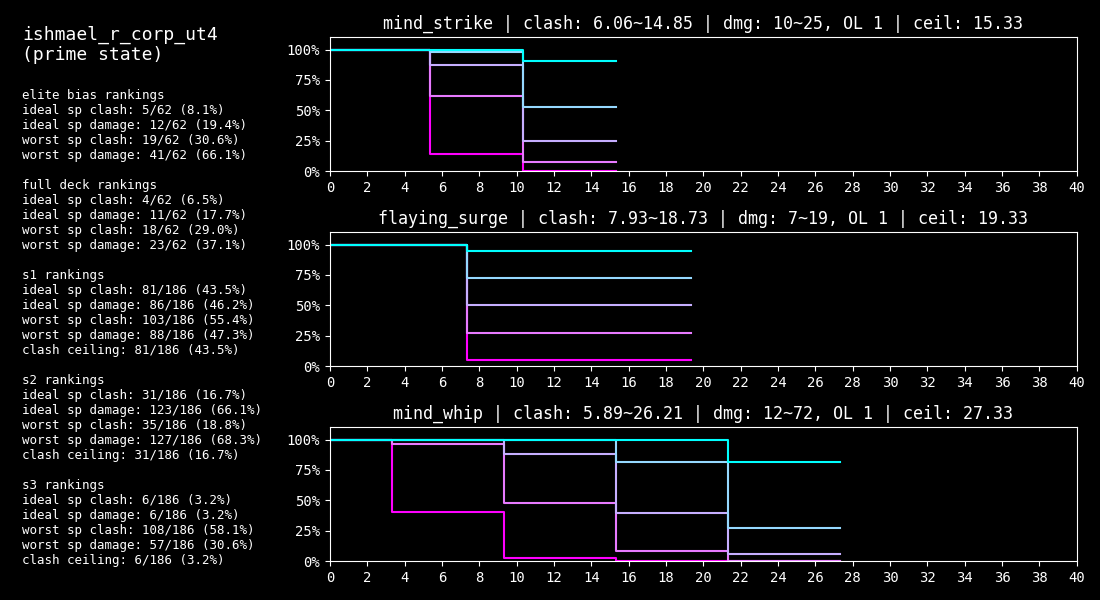 ishmael_r_corp_ut4
(prime state)
elite bias rankings
ideal sp clash: 5/62 (8.1%)
ideal sp damage: 12/62 (19.4%)
worst sp clash: 19/62 (30.6%)
worst sp damage: 41/62 (66.1%)
full deck rankings
ideal sp clash: 4/62 (6.5%)
ideal sp damage: 11/62 (17.7%)
worst sp clash: 18/62 (29.0%)
worst sp damage: 23/62 (37.1%)
s1 rankings
ideal sp clash: 81/186 (43.5%)
ideal sp damage: 86/186 (46.2%)
worst sp clash: 103/186 (55.4%)
worst sp damage: 88/186 (47.3%)
clash ceiling: 81/186 (43.5%)
s2 rankings
ideal sp clash: 31/186 (16.7%)
ideal sp damage: 123/186 (66.1%)
worst sp clash: 35/186 (18.8%)
worst sp damage: 127/186 (68.3%)
clash ceiling: 31/186 (16.7%)
s3 rankings
ideal sp clash: 6/186 (3.2%)
ideal sp damage: 6/186 (3.2%)
worst sp clash: 108/186 (58.1%)
worst sp damage: 57/186 (30.6%)
clash ceiling: 6/186 (3.2%)
mind_strike | clash: 6.06~14.85 | dmg: 10~25, OL 1 | ceil: 15.33
100%
75%
50%
25%
0%
0 2 4 6 8 10 12 14 16 18 20 22 24 26 28 30 32 34 36 38 40
flaying_surge | clash: 7.93~18.73 | dmg: 7~19, OL 1 | ceil: 19.33
100%
75%
50%
25%
0%
0 2 4 6 8 10 12 14 16 18 20 22 24 26 28 30 32 34 36 38 40
mind_whip | clash: 5.89~26.21 | dmg: 12~72, OL 1 | ceil: 27.33
100%
75%
50%
25%
0%
0 2 4 6 8 10 12 14 16 18 20 22 24 26 28 30 32 34 36 38 40